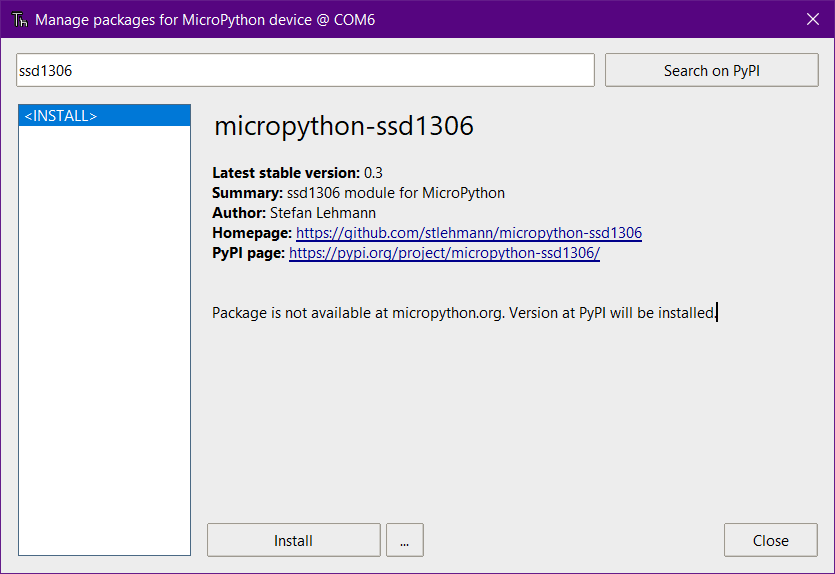 Th Manage packages for MicroPython device @ COM6
ssd1306
Search on PyPI
<INSTALL>
micropython-ssd1306
Latest stable version: 0.3
Summary: ssd1306 module for MicroPython
Author: Stefan Lehmann
Homepage: https://github.com/stlehmann/micropython-ssd1306
PyPI page: https://pypi.org/project/micropython-ssd1306/
Package is not available at micropython.org. Version at PyPI will be installed.
Install
...
Close